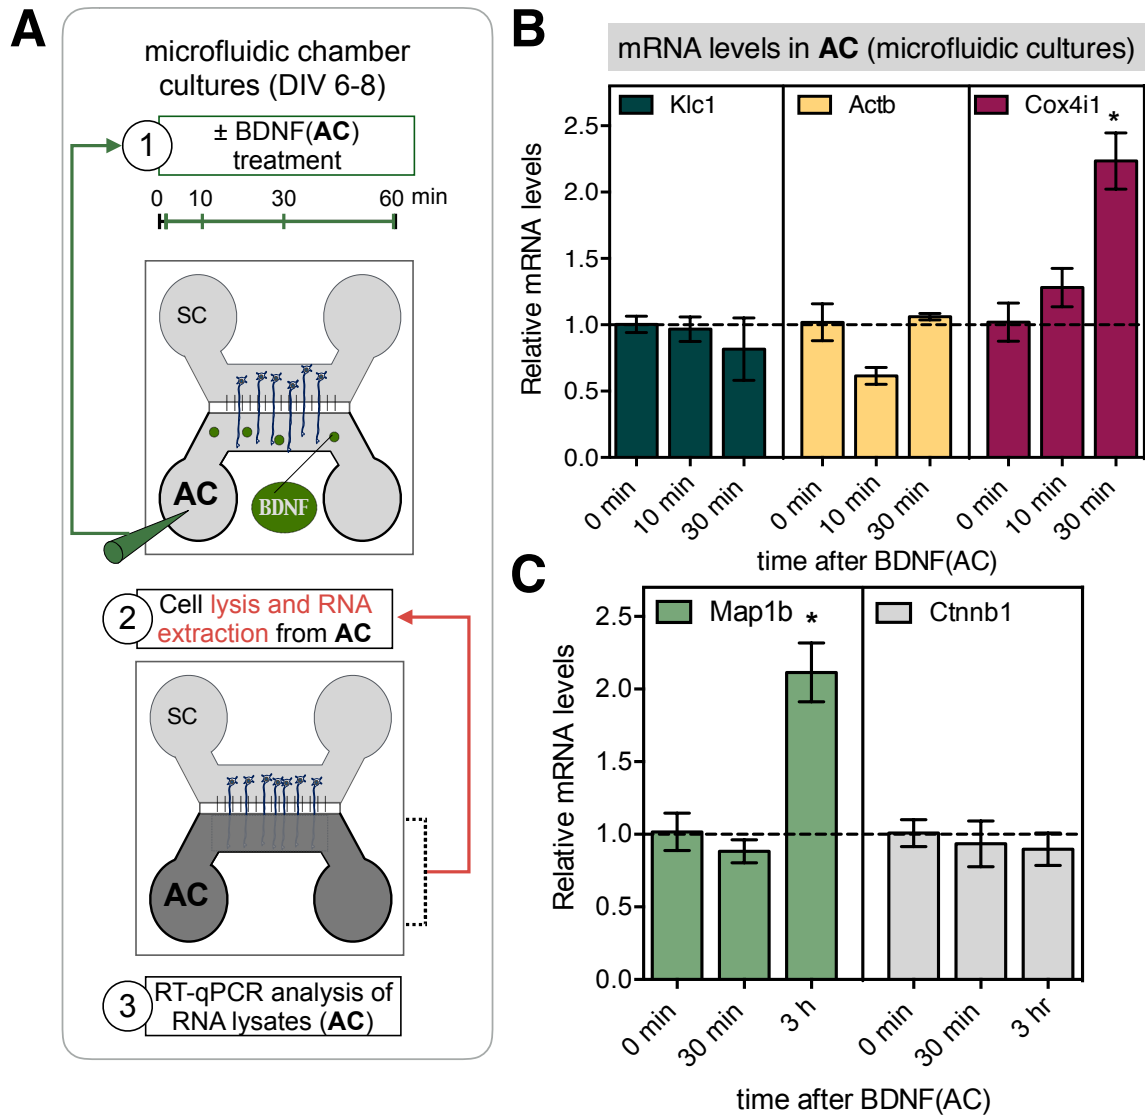 A
microfluidic chamber
cultures (DIV 6-8)
1
± BDNF(AC)
treatment
0 10 30 60 min
SC
AC
BDNF
2
Cell lysis and RNA
extraction from AC
SC
AC
3
RT-qPCR analysis of
RNA lysates (AC)
B
mRNA levels in AC (microfluidic cultures)
Klc1 Actb Cox4i1
*
Relative mRNA levels
2.5
2.0
1.5
1.0
0.5
0.0
0 min 10 min 30 min 0 min 10 min 30 min 0 min 10 min 30 min
time after BDNF(AC)
C
Map1b * Ctnnb1
Relative mRNA levels
2.5
2.0
1.5
1.0
0.5
0.0
0 min 30 min 3 h 0 min 30 min 3 hr
time after BDNF(AC)